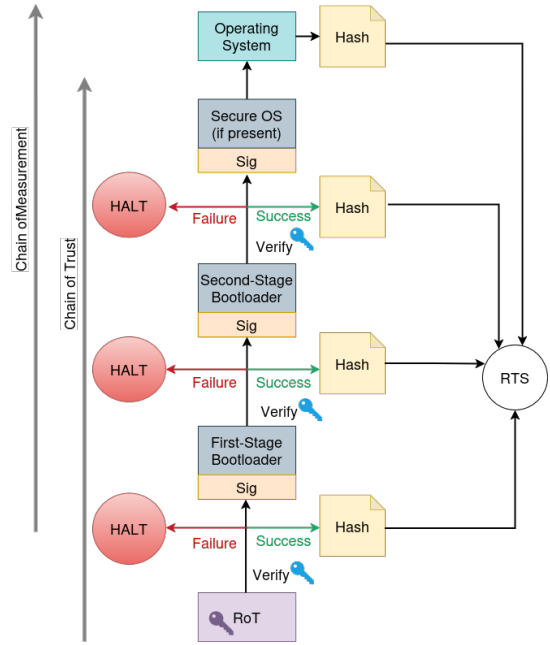 Operating
System
Hash
Secure OS
(if present)
Sig
HALT
Failure
Success
Hash
Verify
Second-Stage
Bootloader
Sig
HALT
Failure
Success
Hash
RTS
Verify
First-Stage
Bootloader
Sig
HALT
Failure
Success
Hash
Verify
RoT
Chain ofMeasurement
Chain of Trust